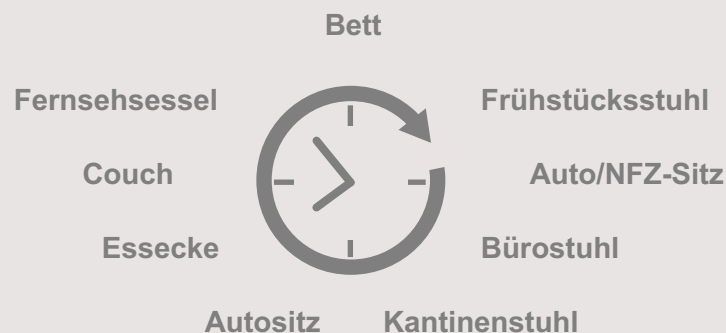 Bett
Fernsehsessel
Frühstücksstuhl
Couch
Auto/NFZ-Sitz
Essecke
Bürostuhl
Autositz
Kantinenstuhl